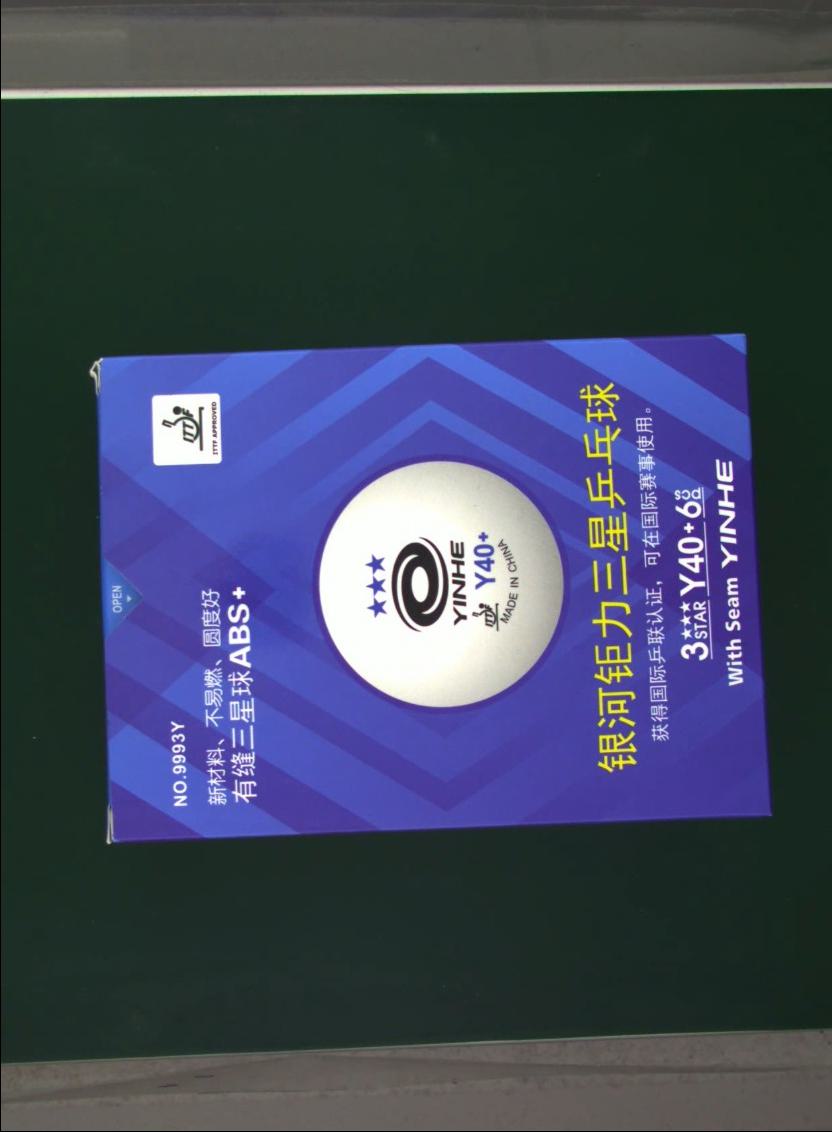 ITTF
ITTF APPROVED
OPEN
NO.9993Y
新材料、不易燃、圆度好
有缝三星球ABS+
★★★
YINHE
Y40+
MADE IN CHINA
银河钜力三星乒乓球
获得国际乒联认证，可在国际赛事使用。
3 ★★★ STAR Y40+6
With Seam YINHE